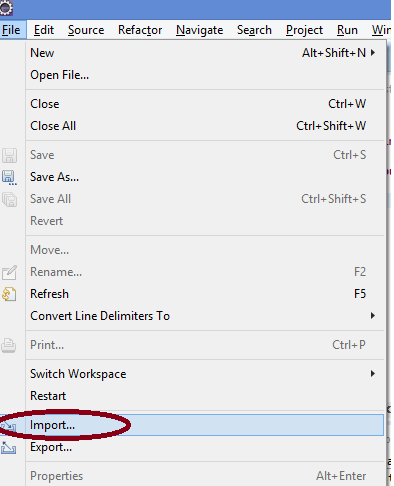 File Edit Source Refactor Navigate Search Project Run
New Alt+Shift+N
Open File...
Close Ctrl+W
Close All Ctrl+Shift+W
Save Ctrl+S
Save As...
Save All Ctrl+Shift+S
Revert
Move...
Rename... F2
Refresh F5
Convert Line Delimiters To
Print... Ctrl+P
Switch Workspace
Restart
Import...
Export...
Properties Alt+Enter